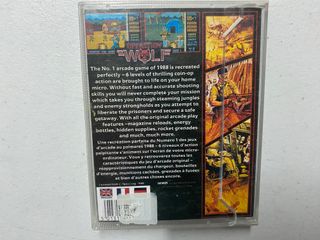 WOLF
The No. 1 arcade game of 1988 is recreated
perfectly – 6 levels of thrilling coin-op
action are brought to life on your home
micro. Without fast and accurate shooting
skills you will never complete your mission
which takes you through steaming jungles
and enemy strongholds as you attempt to
liberate the prisoners and secure a safe
getaway. With all the original arcade play
features – magazine reloads, energy
bottles, hidden supplies, rocket grenades
and much, much more.
Une recréation parfaite du Numero 1 des jeux
d'arcade au palmares 1988 – 6 niveaux d'action
palpitante s'animent sur l'écran de votre micro-
ordinateur. Vous y retrouverez toutes les
caractéristiques du jeu d'arcade original –
réapprovisionnement du chargeur, bouteilles
d'energie, munitions cachées, grenades à fusées
et bien d'autres choses encore.